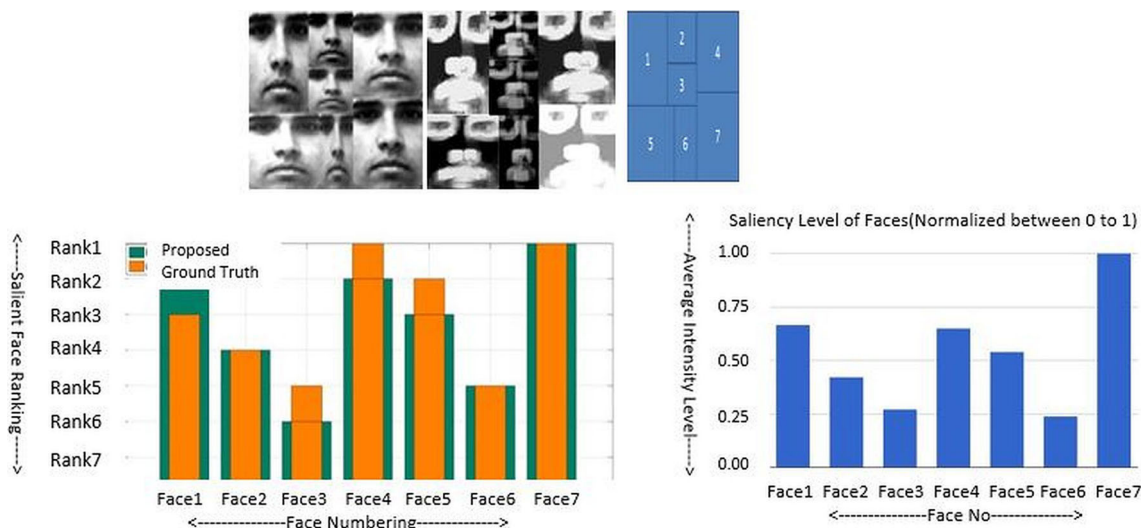 1
2
3
4
5
6
7
Proposed
Ground Truth
<-----Salient Face Ranking----->
Rank1
Rank2
Rank3
Rank4
Rank5
Rank6
Rank7
Face1 Face2 Face3 Face4 Face5 Face6 Face7
<--------------Face Numbering-------------->
Saliency Level of Faces(Normalized between 0 to 1)
<-----Average Intensity Level----->
1.00
0.75
0.50
0.25
0.00
Face1 Face2 Face3 Face4 Face5 Face6 Face7
<---------------Face No--------------->